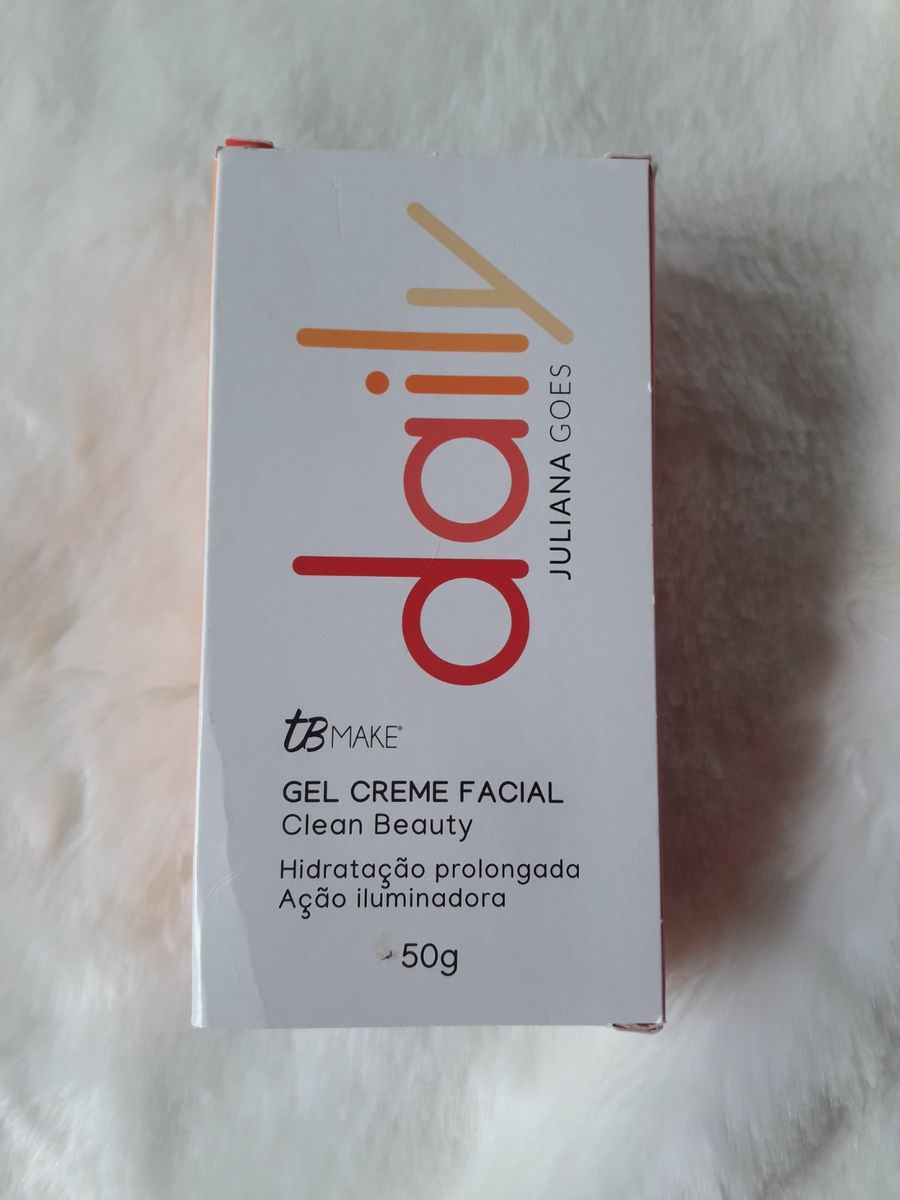 daily
JULIANA GOES
tB MAKE®
GEL CREME FACIAL
Clean Beauty
Hidratação prolongada
Ação iluminadora
50g